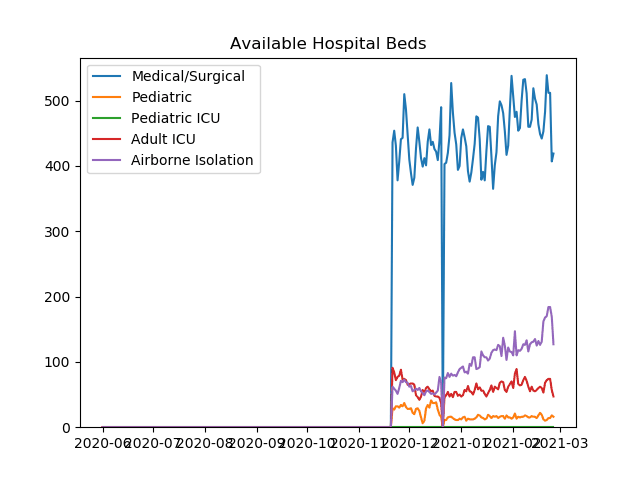 Available Hospital Beds
Medical/Surgical
Pediatric
Pediatric ICU
Adult ICU
Airborne Isolation
500
400
300
200
100
0
2020-06 2020-07 2020-08 2020-09 2020-10 2020-11 2020-12 2021-01 2021-02 2021-03